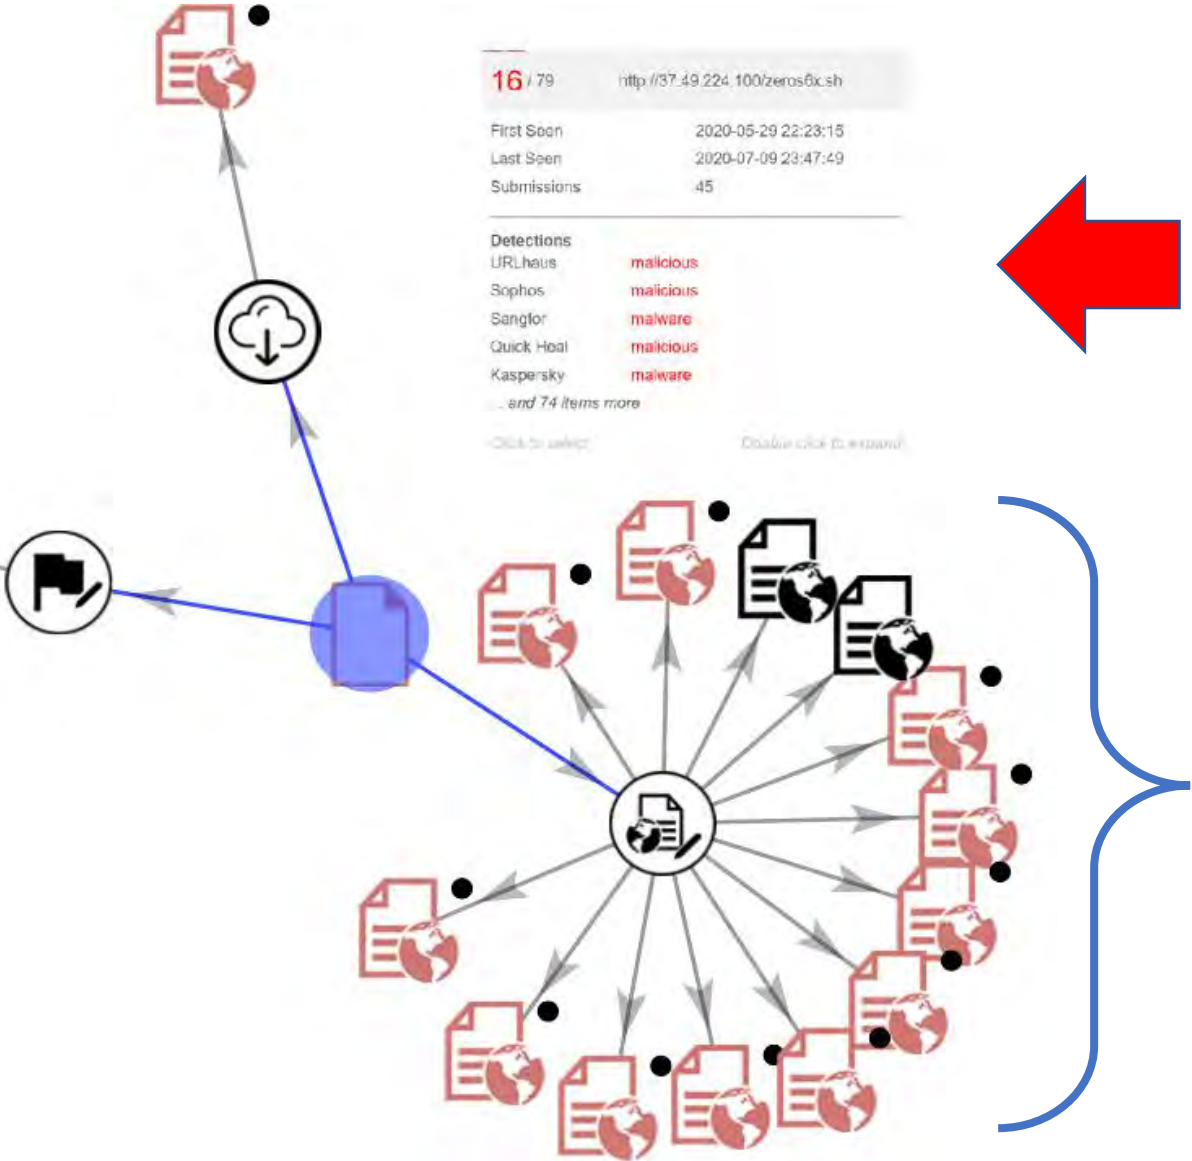 16 / 79 http://37.49.224.100/zeros6x.sh
First Seen 2020-05-29 22:23:15
Last Seen 2020-07-09 23:47:49
Submissions 45
Detections
URLhaus malicious
Sophos malicious
Sangfor malware
Quick Heal malicious
Kaspersky malware
... and 74 items more
Click to select Double click to expand